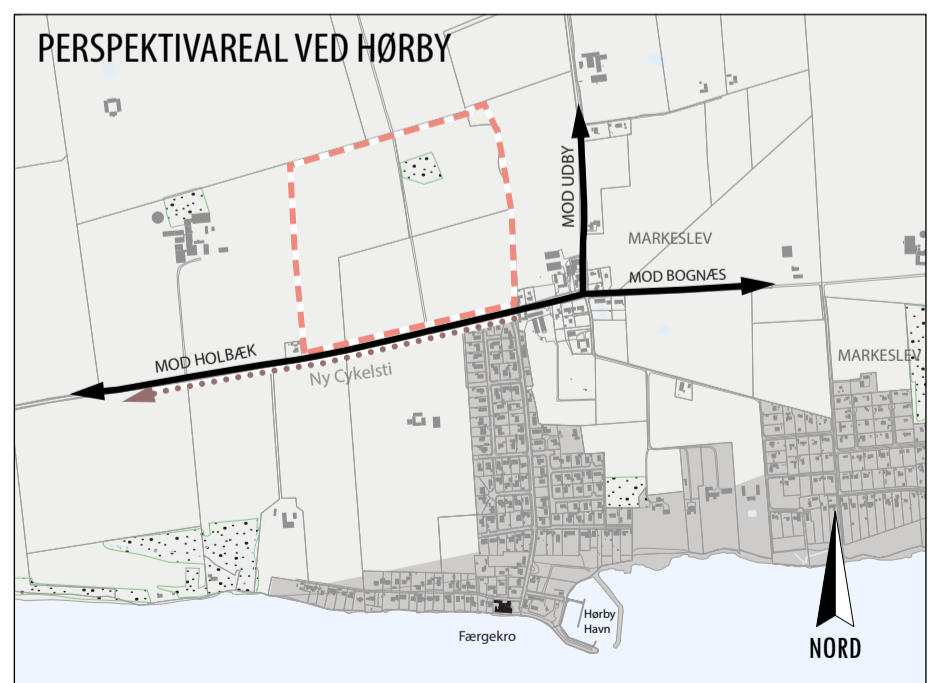 PERSPEKTIVAREAL VED HØRBY
MOD UDBY
MARKESLEV
MOD BOGNÆS
MOD HOLBÆK
Ny Cykelsti
MARKESLEV
Hørby
Havn
Færgekro
NORD